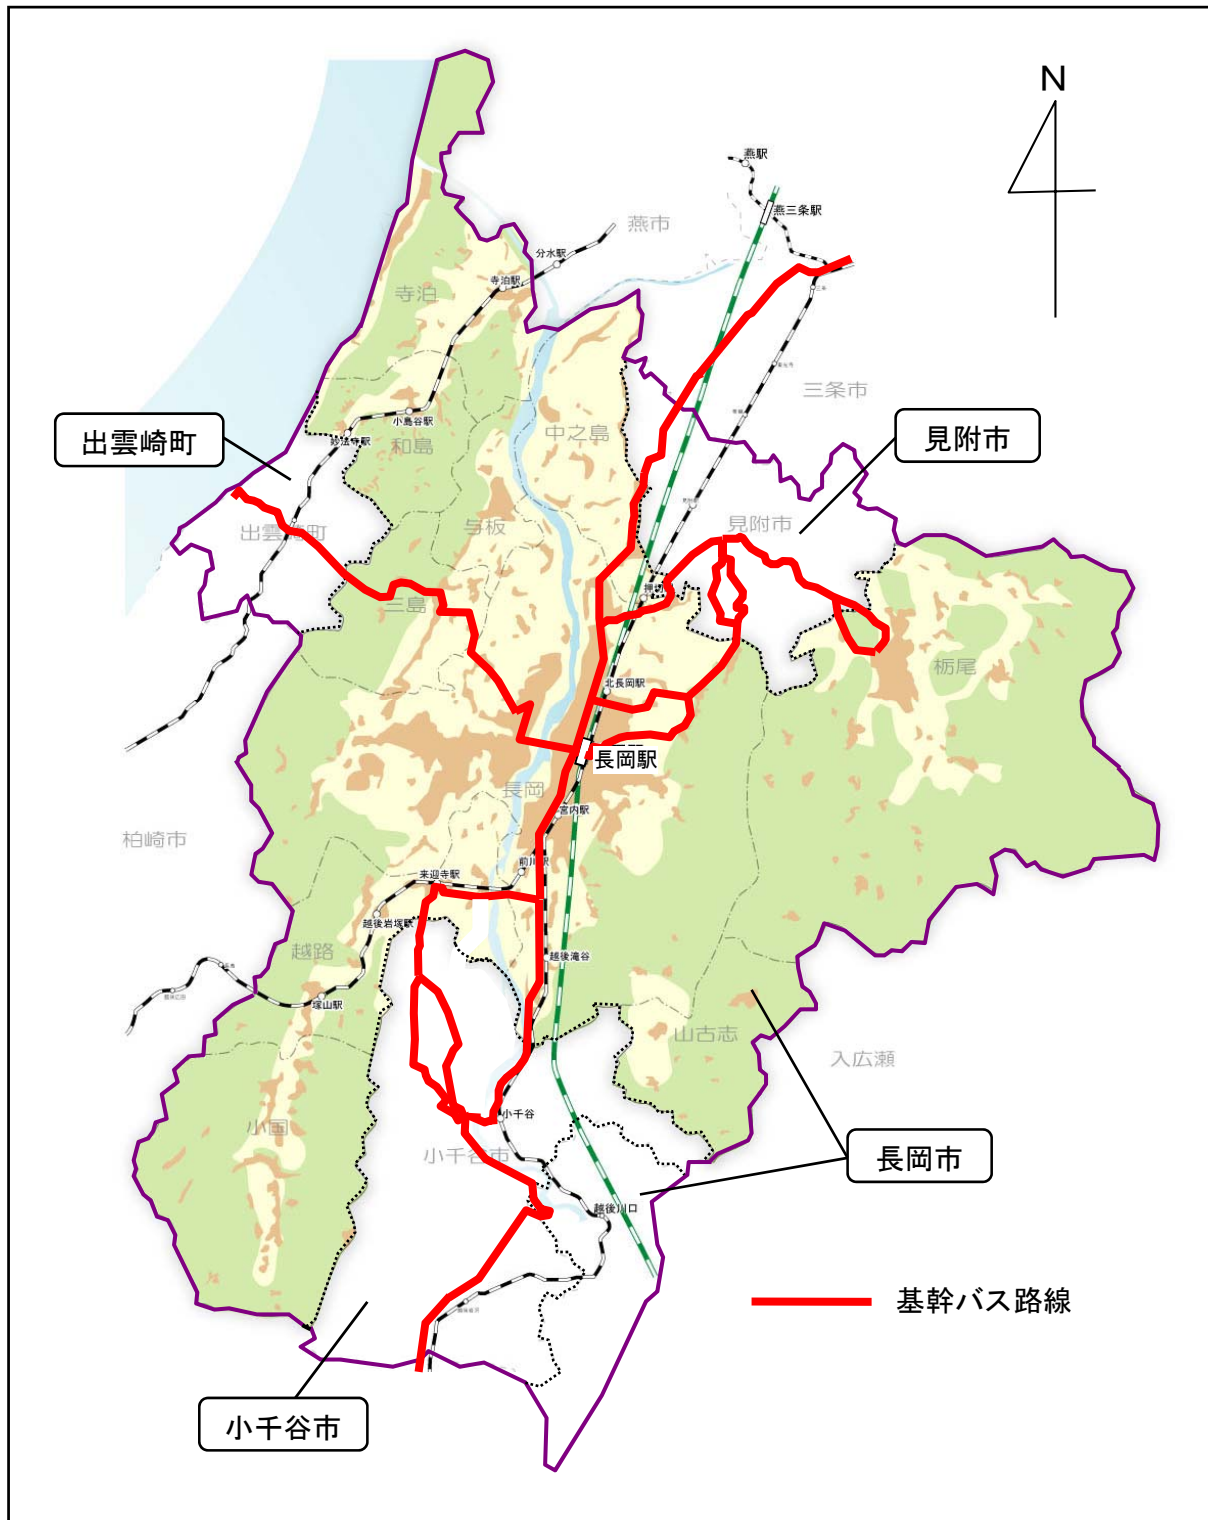 N
燕駅
燕三条駅
燕市
分水駅
寺泊駅
寺泊
三条市
出雲崎町
小島谷駅
妙法寺駅
和島
中之島
見附市
出雲崎町
与板
見附市
押切
三島
栃尾
北長岡駅
長岡駅
長岡
宮内駅
柏崎市
前川駅
来迎寺駅
越後岩塚駅
越路
越後滝谷
塚山駅
山古志
入広瀬
小千谷
小国
小千谷市
長岡市
越後川口
基幹バス路線
小千谷市